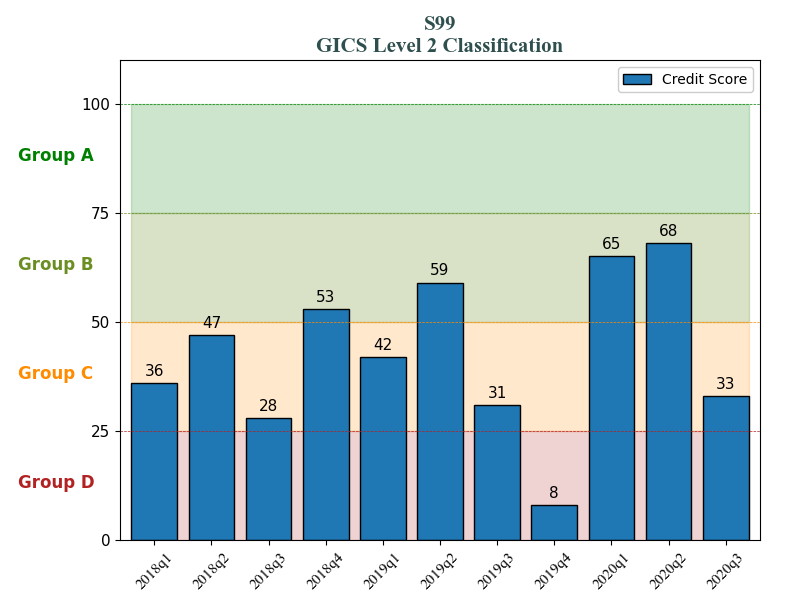 S99
GICS Level 2 Classification
Credit Score
100
Group A
75
68
65
Group B
59
53
50
47
42
Group C
36
33
31
28
25
Group D
8
0
2018q1 2018q2 2018q3 2018q4 2019q1 2019q2 2019q3 2019q4 2020q1 2020q2 2020q3